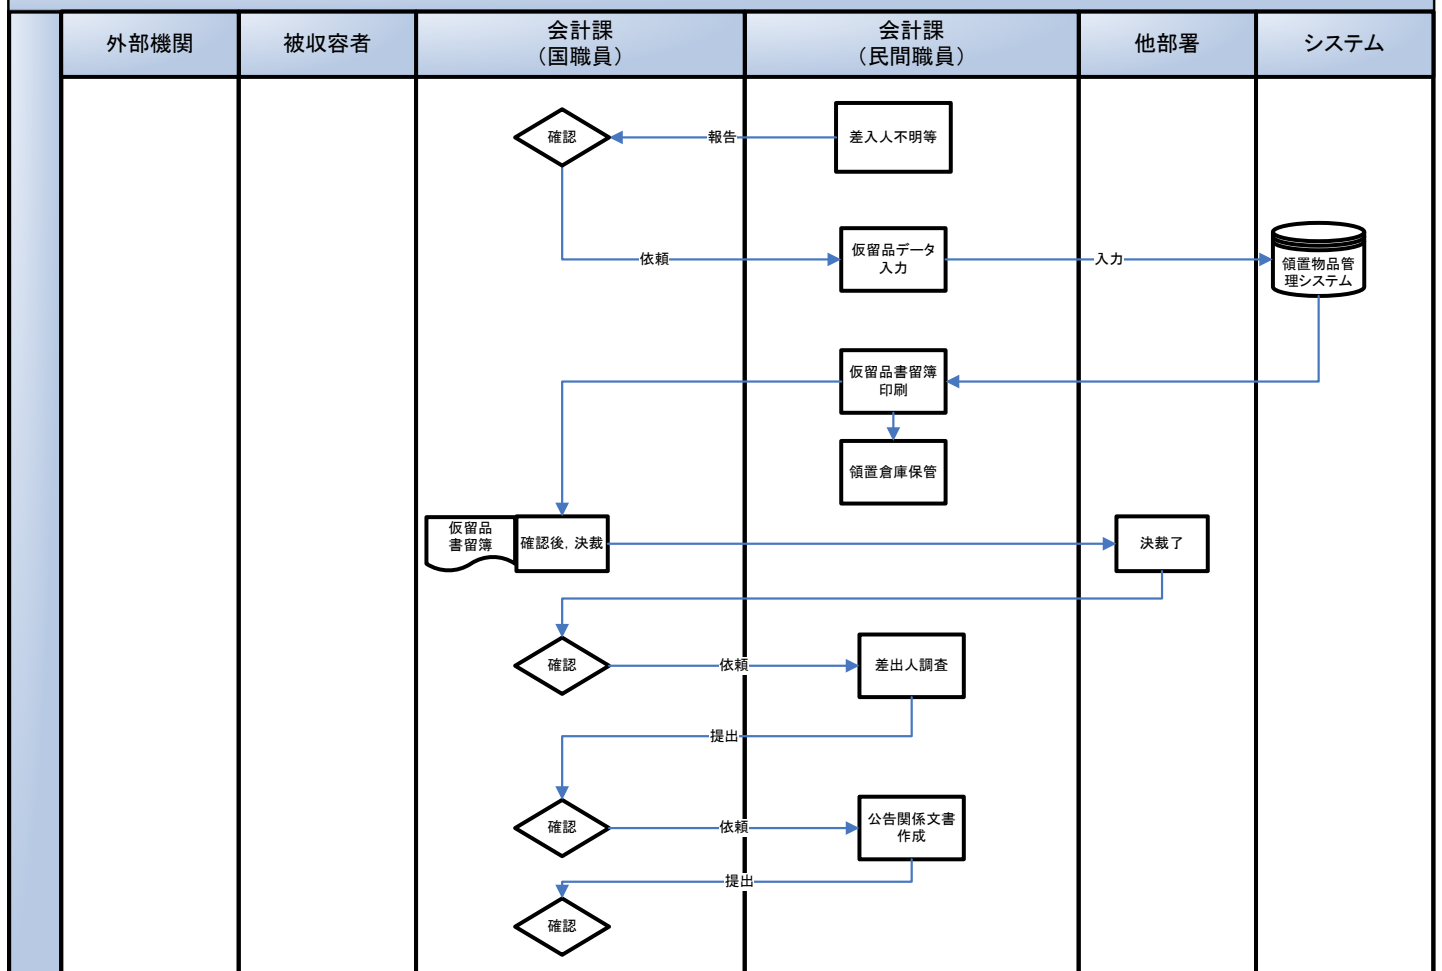 外部機関
被収容者
会計課
（国職員）
会計課
（民間職員）
他部署
システム
確認
報告
差入人不明等
依頼
仮留品データ
入力
入力
領置物品管
理システム
仮留品書留簿
印刷
領置倉庫保管
仮留品
書留簿
確認後，決裁
決裁了
確認
依頼
差出人調査
提出
確認
依頼
公告関係文書
作成
提出
確認